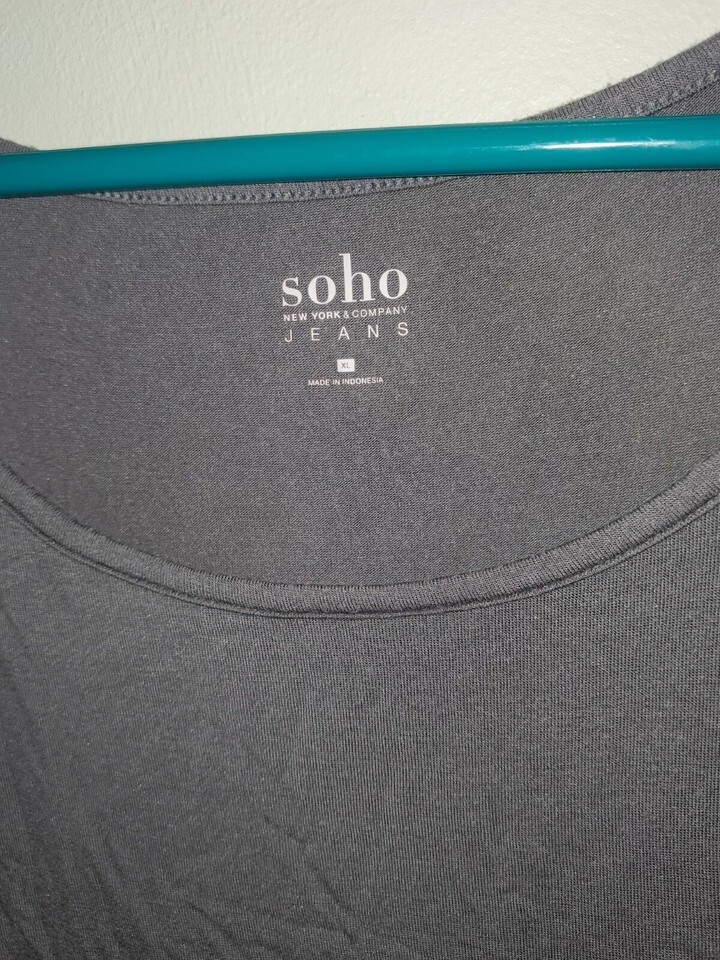 soho
NEW YORK & COMPANY
JEANS
XL
MADE IN INDONESIA